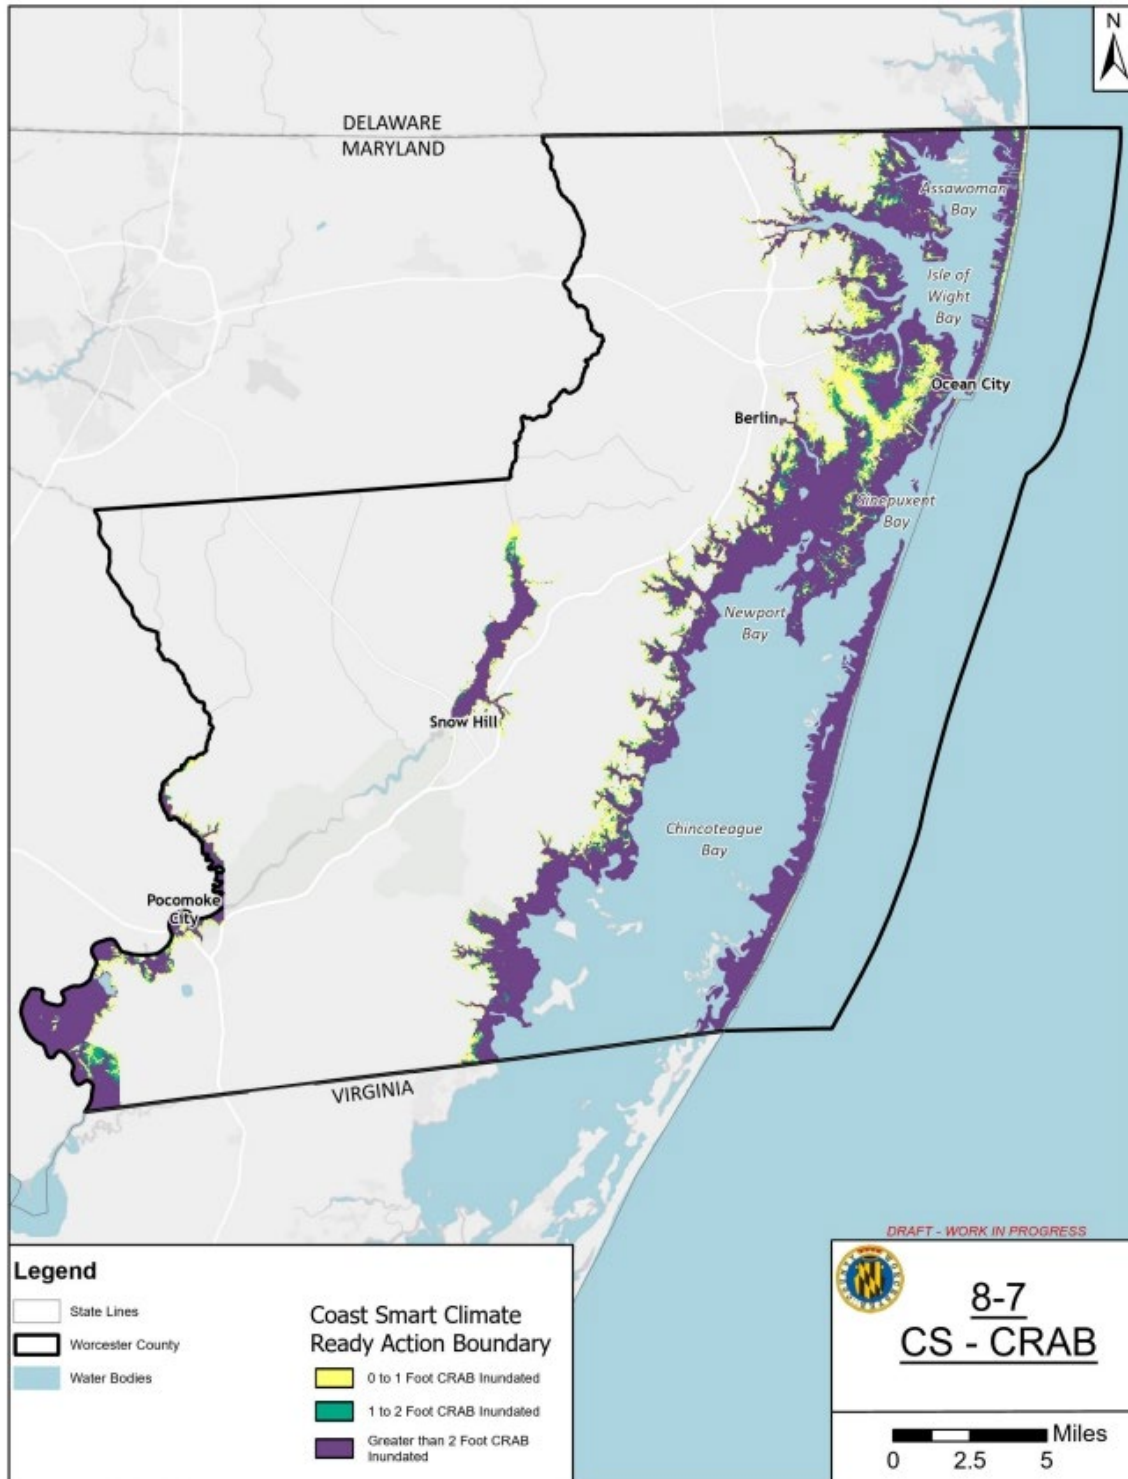 N
DELAWARE
MARYLAND
Assawoman
Bay
Isle of
Wight
Bay
Ocean City
Berlin
Sinepuxent
Bay
Newport
Bay
Snow Hill
Chincoteague
Bay
Pocomoke
City
VIRGINIA
DRAFT - WORK IN PROGRESS
Legend
State Lines
Worcester County
Water Bodies
Coast Smart Climate
Ready Action Boundary
0 to 1 Foot CRAB Inundated
1 to 2 Foot CRAB Inundated
Greater than 2 Foot CRAB
Inundated
8-7
CS - CRAB
Miles
0 2.5 5